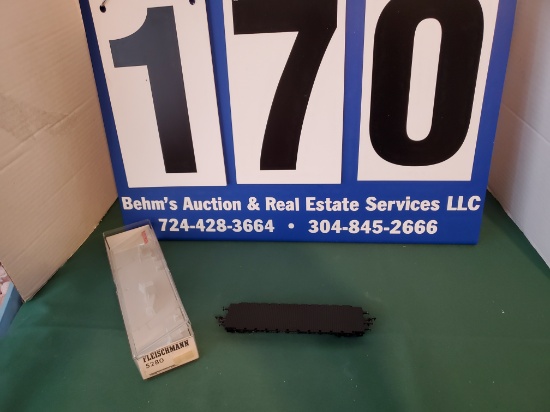 170
Behm's Auction & Real Estate Services LLC
724-428-3664 • 304-845-2666
FLEISCHMANN
5280